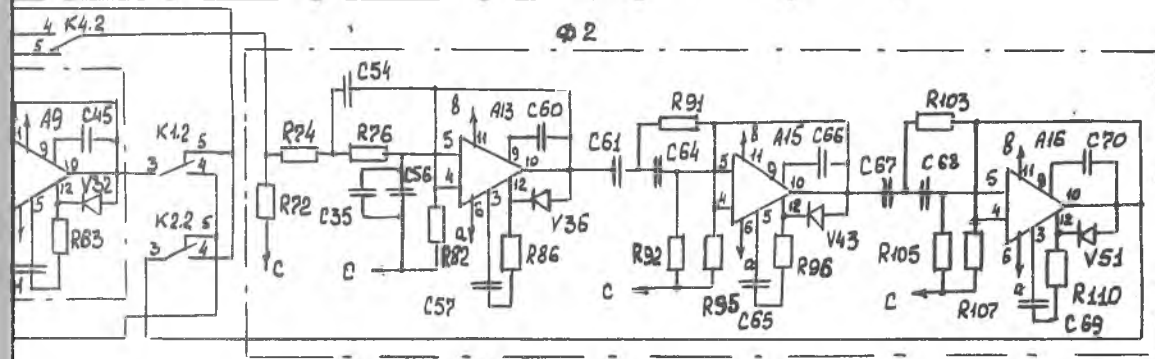 4 K4.2
5
Ф2
C54
8 A13
11
C60
R74
R76
5
9
10
4
12
6
3
a
C35
C56
R72
C
C
R82
R86
V36
C57
A9
C45
9
10
12
5
V32
R63
K1.2
5
3
4
K2.2
5
3
4
C61
R91
C64
8
11 A15
C66
5
9
10
4
12
6
5
a
V43
R92
R96
C
R95
C65
C67
R103
C68
8
11
A16
C70
5
9
10
4
12
6
3
a
V51
R105
C
R107
R110
C69